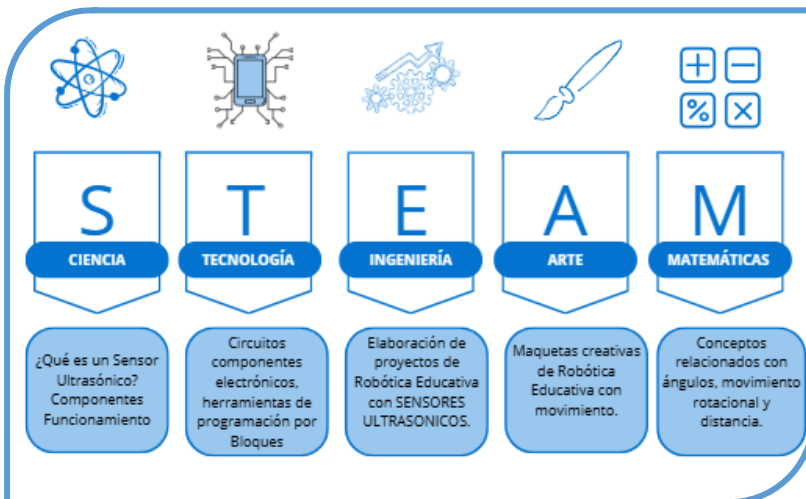 S
CIENCIA
¿Qué es un Sensor
Ultrasónico?
Componentes
Funcionamiento
T
TECNOLOGÍA
Circuitos
componentes
electrónicos,
herramientas de
programación por
Bloques
E
INGENIERÍA
Elaboración de
proyectos de
Robótica Educativa
con SENSORES
ULTRASONICOS.
A
ARTE
Maquetas creativas
de Robótica
Educativa con
movimiento.
M
MATEMÁTICAS
Conceptos
relacionados con
ángulos, movimiento
rotacional y
distancia.